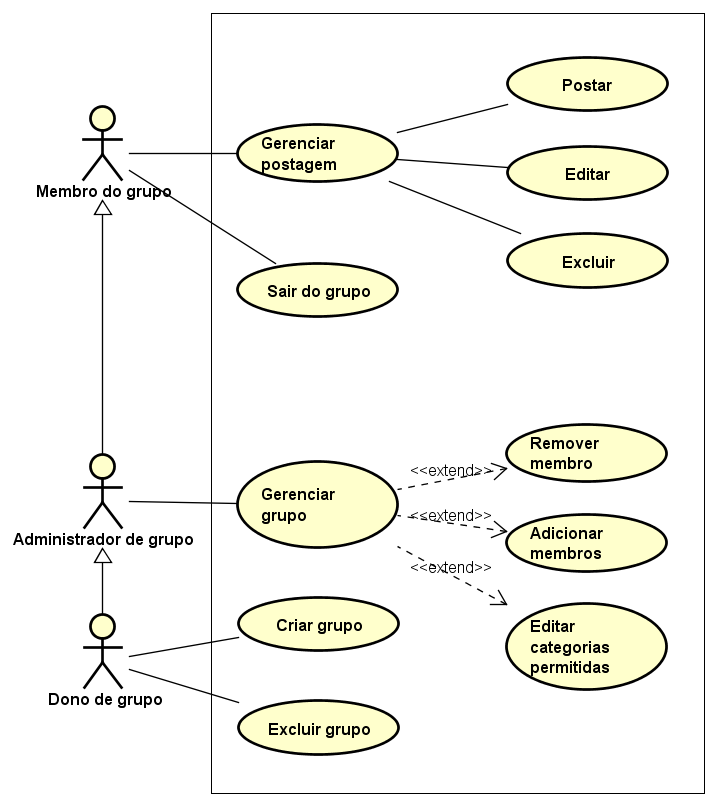 Postar
Gerenciar
postagem
Editar
Membro do grupo
Excluir
Sair do grupo
Remover
membro
<<extend>>
Gerenciar
grupo
<<extend>>
Adicionar
membros
Administrador de grupo
<<extend>>
Criar grupo
Editar
categorias
permitidas
Dono de grupo
Excluir grupo